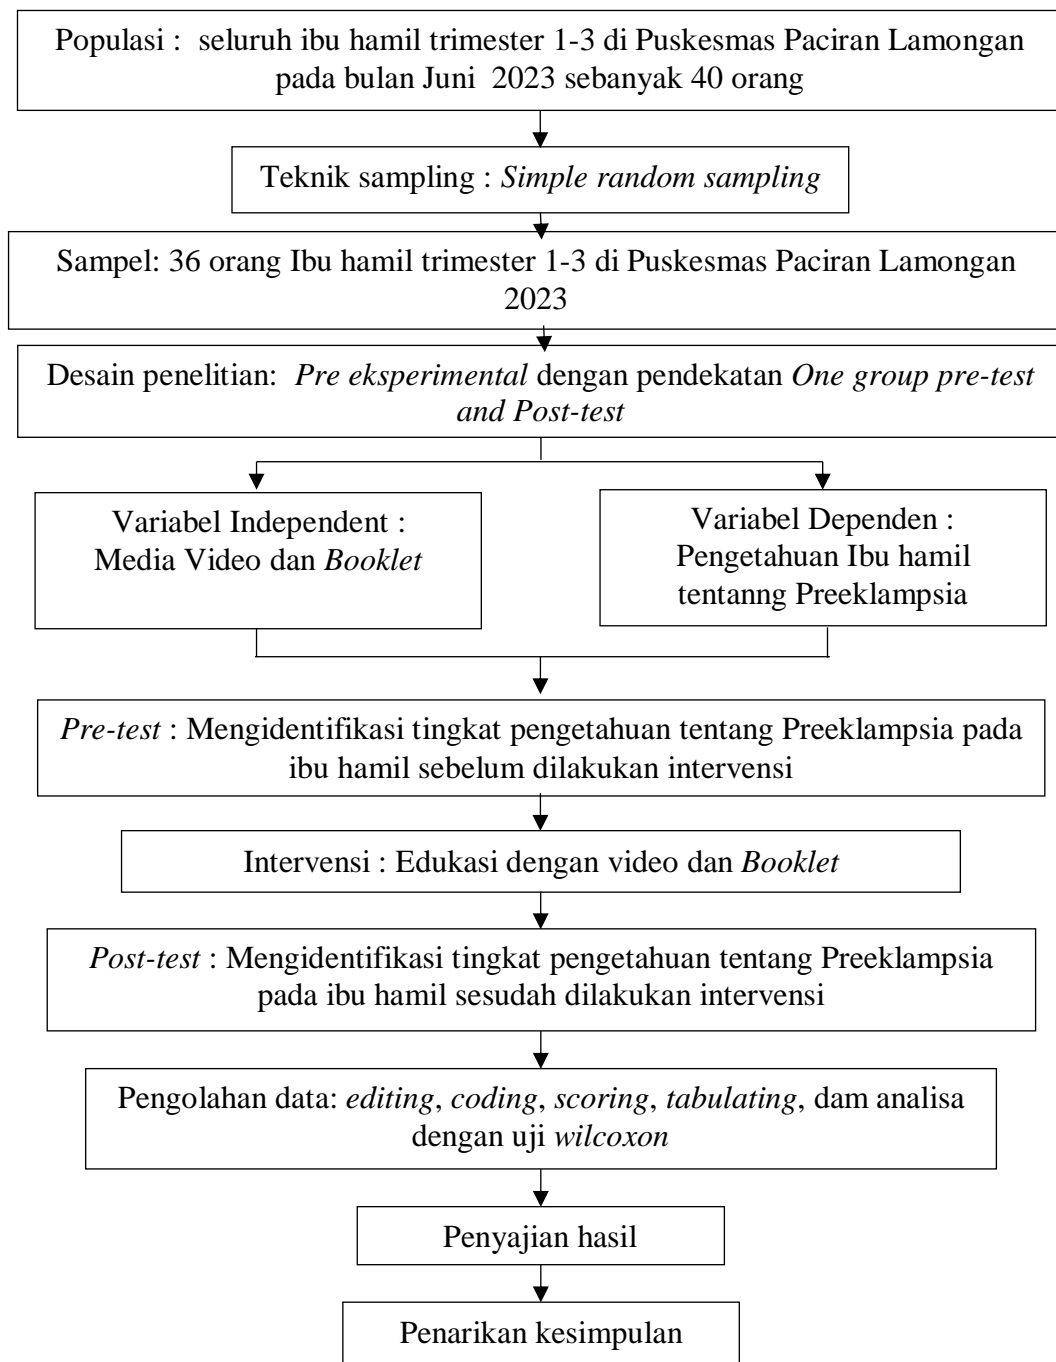 Populasi : seluruh ibu hamil trimester 1-3 di Puskesmas Paciran Lamongan
pada bulan Juni 2023 sebanyak 40 orang
Teknik sampling : Simple random sampling
Sampel: 36 orang Ibu hamil trimester 1-3 di Puskesmas Paciran Lamongan
2023
Desain penelitian: Pre eksperimental dengan pendekatan One group pre-test
and Post-test
Variabel Independent :
Media Video dan Booklet
Variabel Dependen :
Pengetahuan Ibu hamil
tentanng Preeklampsia
Pre-test : Mengidentifikasi tingkat pengetahuan tentang Preeklampsia pada
ibu hamil sebelum dilakukan intervensi
Intervensi : Edukasi dengan video dan Booklet
Post-test : Mengidentifikasi tingkat pengetahuan tentang Preeklampsia
pada ibu hamil sesudah dilakukan intervensi
Pengolahan data: editing, coding, scoring, tabulating, dam analisa
dengan uji wilcoxon
Penyajian hasil
Penarikan kesimpulan